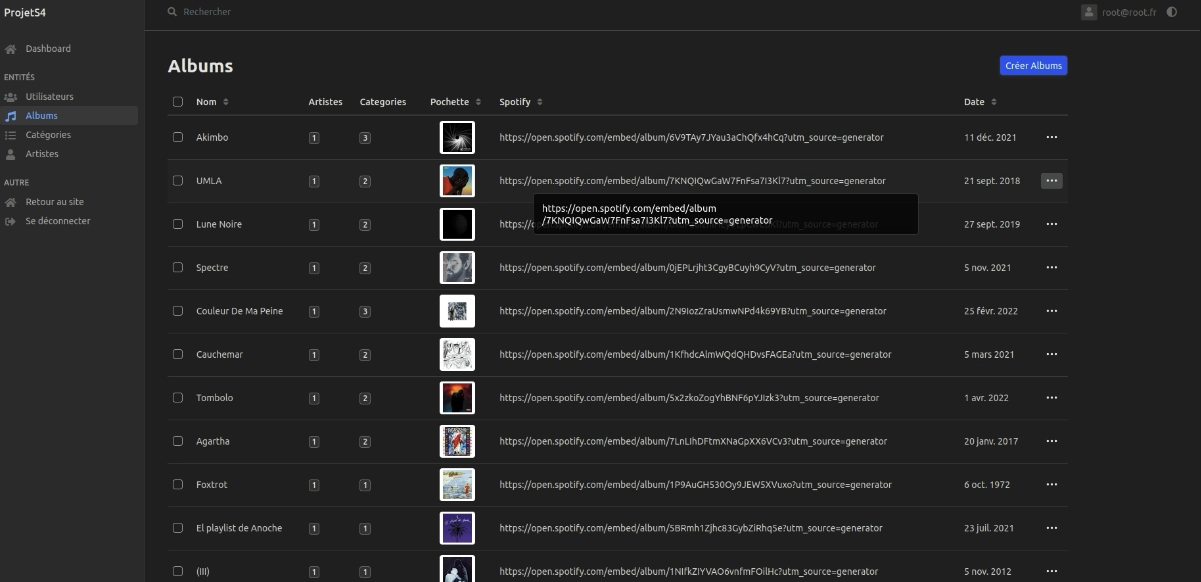 ProjetS4
Rechercher
root@root.fr
Dashboard
ENTITÉS
Utilisateurs
Albums
Catégories
Artistes
AUTRE
Retour au site
Se déconnecter
Albums
Créer Albums
Nom Artistes Categories Pochette Spotify Date
Akimbo 1 3 https://open.spotify.com/embed/album/6V9TAy7JYau3aChQfx4hCq?utm_source=generator 11 déc. 2021
UMLA 1 2 https://open.spotify.com/embed/album/7KNQIQwGaW7FnFsa7I3Kl7?utm_source=generator 21 sept. 2018
https://open.spotify.com/embed/album
/7KNQIQwGaW7FnFsa7I3Kl7?utm_source=generator
Lune Noire 1 2 27 sept. 2019
Spectre 1 2 https://open.spotify.com/embed/album/0jEPLrjht3CgyBCuyh9CyV?utm_source=generator 5 nov. 2021
Couleur De Ma Peine 1 3 https://open.spotify.com/embed/album/2N9IozZraUsmwNPd4k69YB?utm_source=generator 25 févr. 2022
Cauchemar 1 2 https://open.spotify.com/embed/album/1KfhdcAlmWQdQHDvsFAGEa?utm_source=generator 5 mars 2021
Tombolo 1 2 https://open.spotify.com/embed/album/5x2zkoZogYhBNF6pYJIzk3?utm_source=generator 1 avr. 2022
Agartha 1 2 https://open.spotify.com/embed/album/7LnLIhDFtmXNaGpXX6VCv3?utm_source=generator 20 janv. 2017
Foxtrot 1 1 https://open.spotify.com/embed/album/1P9AuGH530Oy9JEW5XVuxo?utm_source=generator 6 oct. 1972
El playlist de Anoche 1 1 https://open.spotify.com/embed/album/5BRmh1Zjhc83GybZiRhq5e?utm_source=generator 23 juil. 2021
(III) 1 1 https://open.spotify.com/embed/album/1NIfkZIYVAO6vnfmFOilHc?utm_source=generator 5 nov. 2012